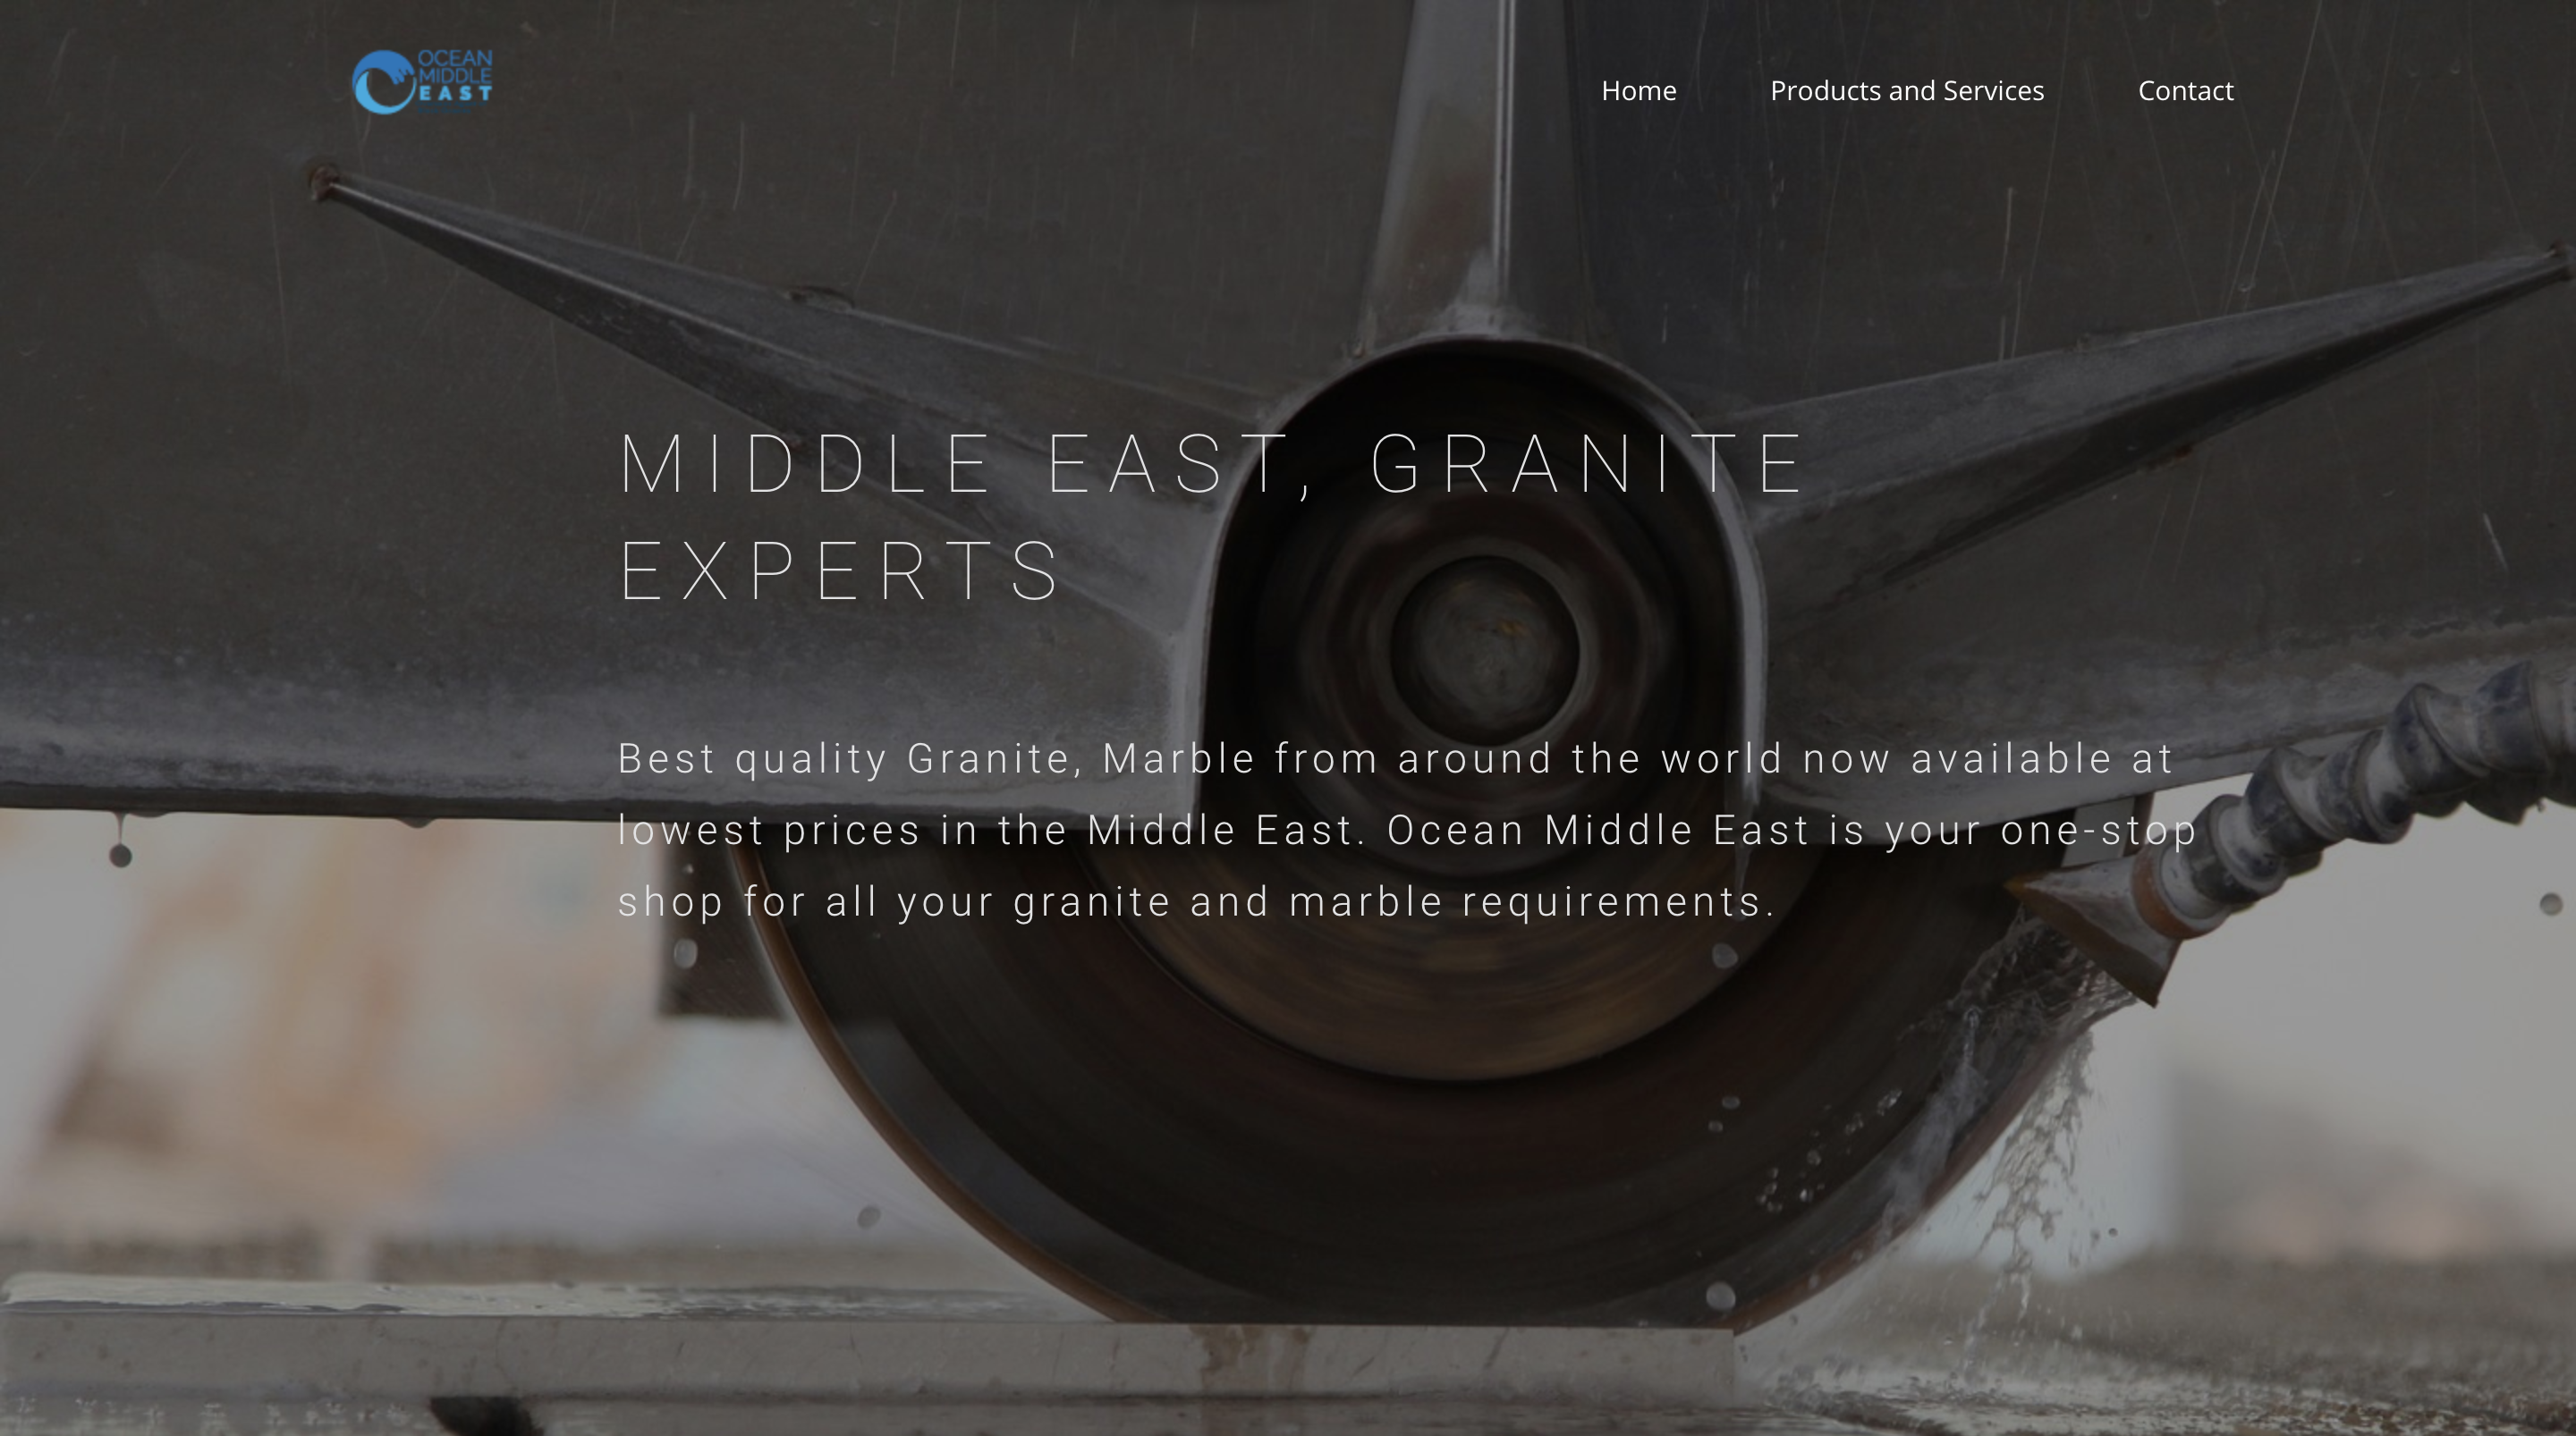 OCEAN
MIDDLE
EAST
Home
Products and Services
Contact
MIDDLE EAST, GRANITE
EXPERTS
Best quality Granite, Marble from around the world now available at
lowest prices in the Middle East. Ocean Middle East is your one-stop
shop for all your granite and marble requirements.